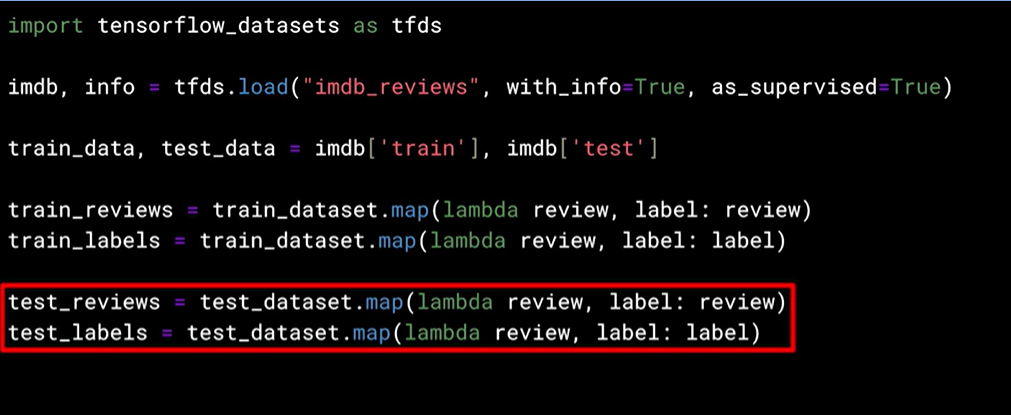 import tensorflow_datasets as tfds
imdb, info = tfds.load("imdb_reviews", with_info=True, as_supervised=True)
train_data, test_data = imdb['train'], imdb['test']
train_reviews = train_dataset.map(lambda review, label: review)
train_labels = train_dataset.map(lambda review, label: label)
test_reviews = test_dataset.map(lambda review, label: review)
test_labels = test_dataset.map(lambda review, label: label)